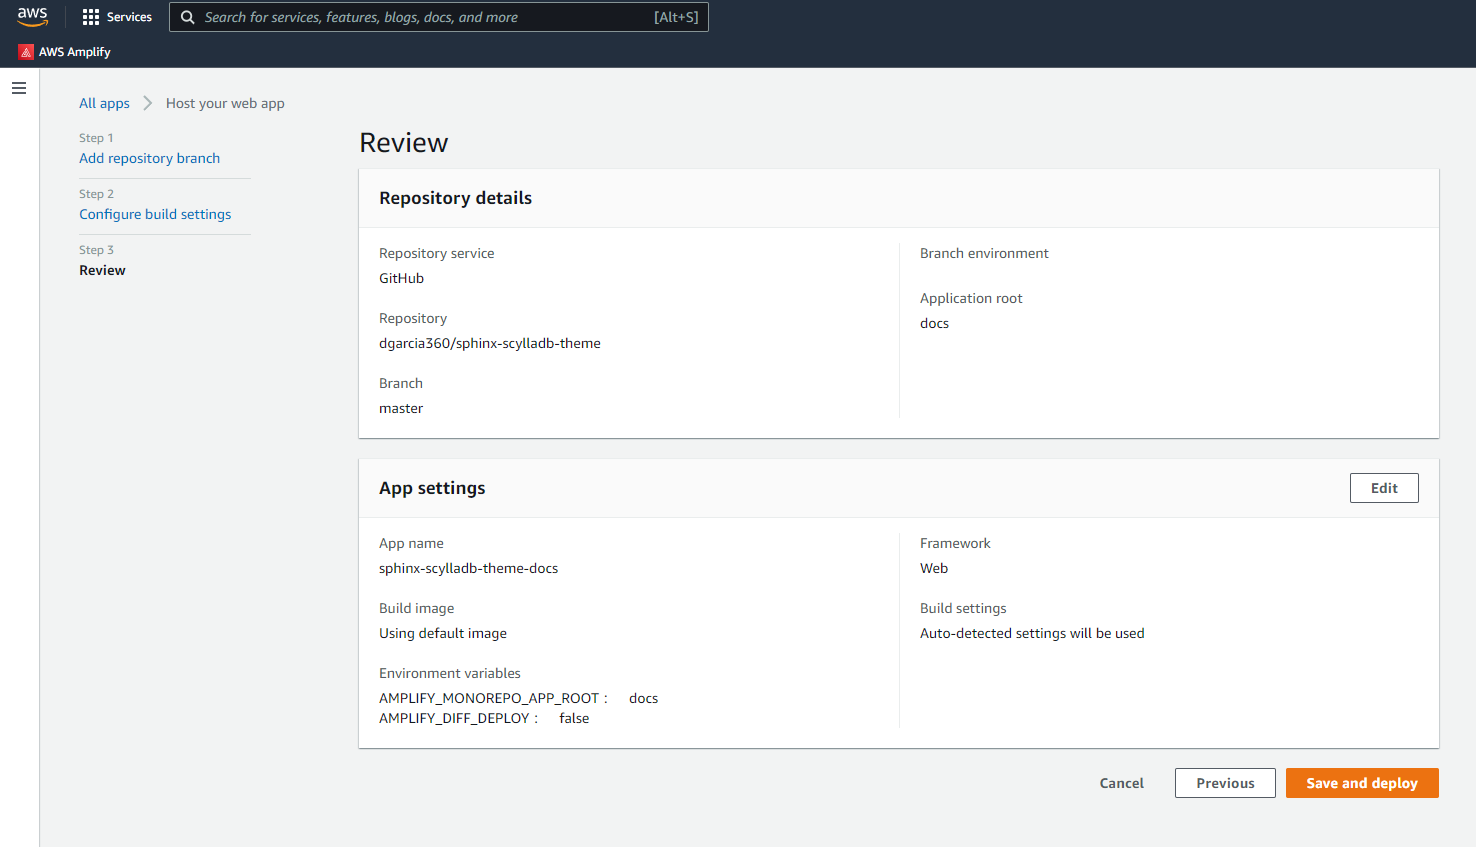 aws
Services
Search for services, features, blogs, docs, and more
[Alt+S]
AWS Amplify
All apps
Host your web app
Step 1
Add repository branch
Step 2
Configure build settings
Step 3
Review
Review
Repository details
Repository service
GitHub
Repository
dgarcia360/sphinx-scylladb-theme
Branch
master
Branch environment
Application root
docs
App settings
Edit
App name
sphinx-scylladb-theme-docs
Build image
Using default image
Environment variables
AMPLIFY_MONOREPO_APP_ROOT : docs
AMPLIFY_DIFF_DEPLOY : false
Framework
Web
Build settings
Auto-detected settings will be used
Cancel
Previous
Save and deploy